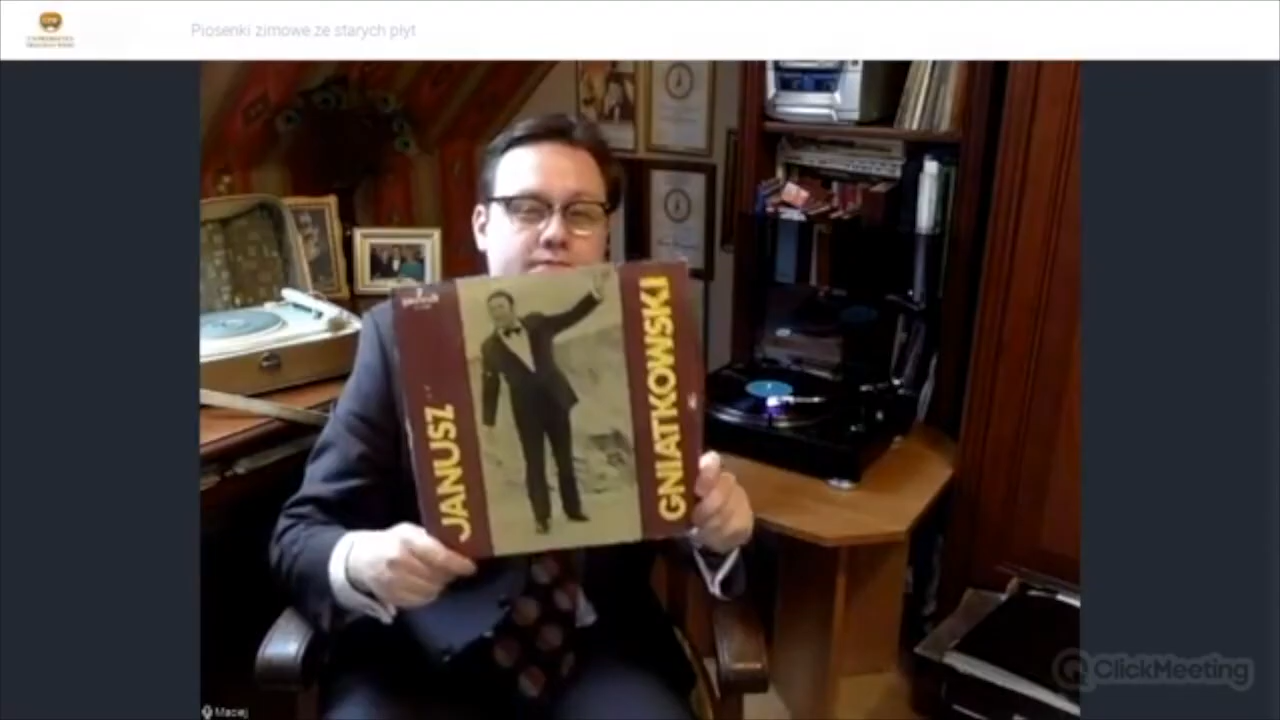 Piosenki zimowe ze starych płyt
JANUSZ
GNIATKOWSKI
Maciej
ClickMeeting